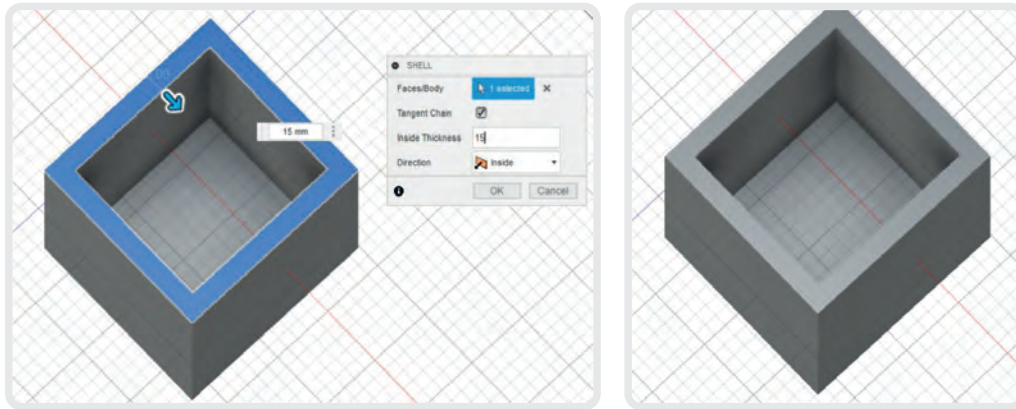 SHELL
Faces/Body 1 selected
Tangent Chain
15 mm
Inside Thickness 15
Direction Inside
OK Cancel